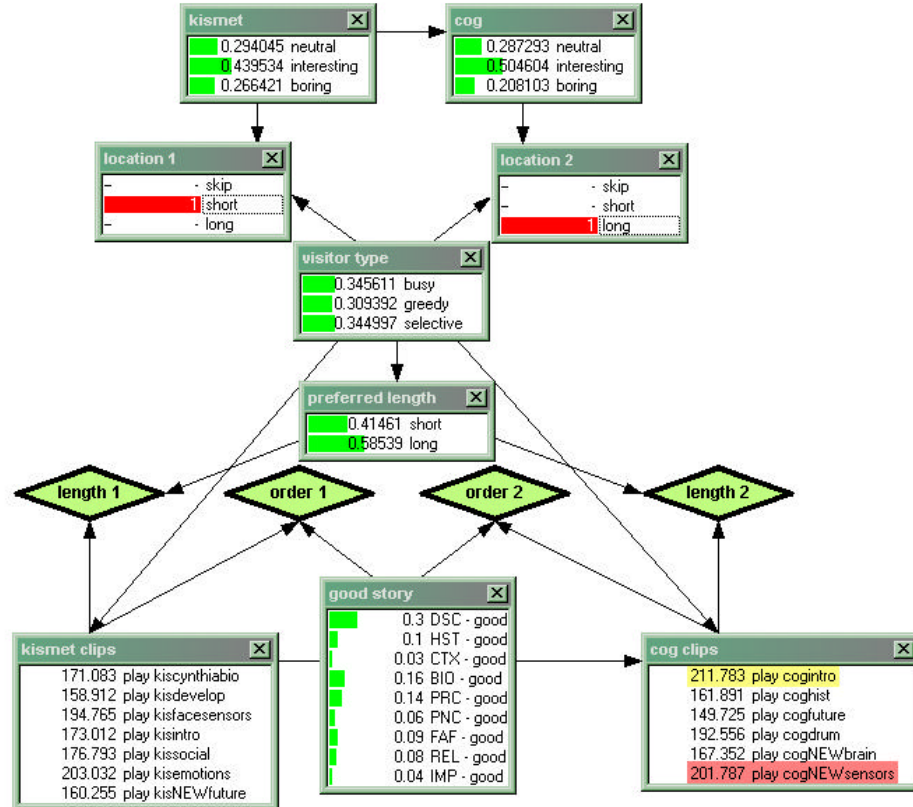 kismet
0.294045 neutral
0.439534 interesting
0.266421 boring
cog
0.287293 neutral
0.504604 interesting
0.208103 boring
location 1
- - skip
1 short
- - long
location 2
- - skip
- - short
1 long
visitor type
0.345611 busy
0.309392 greedy
0.344997 selective
preferred length
0.41461 short
0.58539 long
length 1
order 1
order 2
length 2
kismet clips
171.083 play kiscynthiabio
158.912 play kisdevelop
194.765 play kisfacesensors
173.012 play kisintro
176.793 play kissocial
203.032 play kisemotions
160.255 play kisNEWfuture
good story
0.3 DSC - good
0.1 HST - good
0.03 CTX - good
0.16 BIO - good
0.14 PRC - good
0.06 PNC - good
0.09 FAF - good
0.08 REL - good
0.04 IMP - good
cog clips
211.783 play cogintro
161.891 play coghist
149.725 play cogfuture
192.556 play cogdrum
167.352 play cogNEWbrain
201.787 play cogNEWsensors